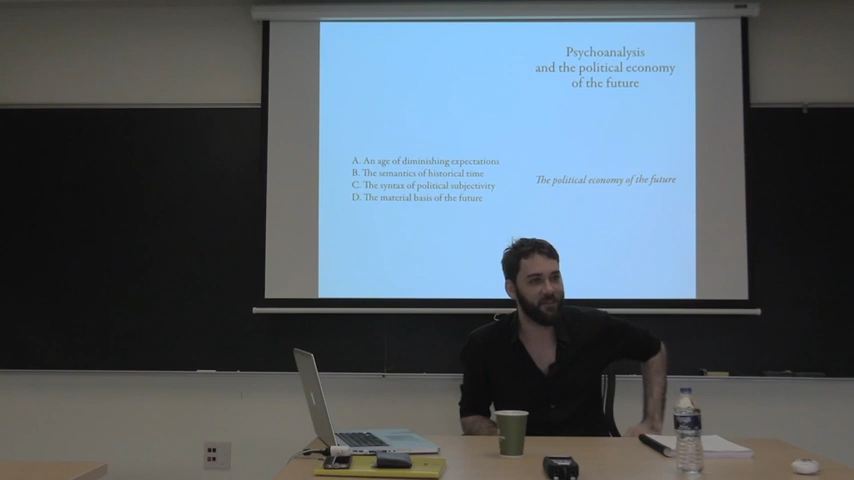 Psychoanalysis
and the political economy
of the future
A. An age of diminishing expectations
B. The semantics of historical time
C. The syntax of political subjectivity
D. The material basis of the future
The political economy of the future